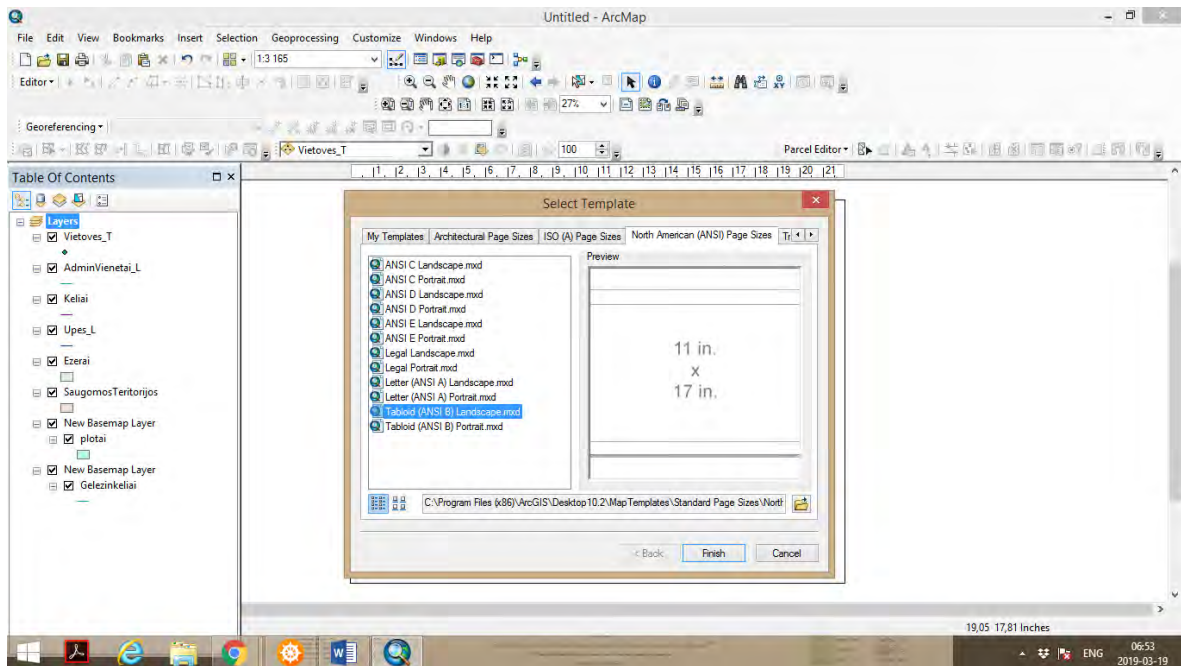 Untitled - ArcMap
File Edit View Bookmarks Insert Selection Geoprocessing Customize Windows Help
1:3 165
Editor
27%
Georeferencing
Vietoves_T 100 Parcel Editor
Table Of Contents
|1 |2 |3 |4 |5 |6 |7 |8 |9 |10 |11 |12 |13 |14 |15 |16 |17 |18 |19 |20 |21
Layers
Vietoves_T
AdminVienetai_L
Keliai
Upes_L
Ezerai
SaugomosTeritorijos
New Basemap Layer
plotai
New Basemap Layer
Gelezinkeliai
Select Template
My Templates Architectural Page Sizes ISO (A) Page Sizes North American (ANSI) Page Sizes Tr
ANSI C Landscape.mxd
ANSI C Portrait.mxd
ANSI D Landscape.mxd
ANSI D Portrait.mxd
ANSI E Landscape.mxd
ANSI E Portrait.mxd
Legal Landscape.mxd
Legal Portrait.mxd
Letter (ANSI A) Landscape.mxd
Letter (ANSI A) Portrait.mxd
Tabloid (ANSI B) Landscape.mxd
Tabloid (ANSI B) Portrait.mxd
Preview
11 in.
x
17 in.
C:\Program Files (x86)\ArcGIS\Desktop10.2\MapTemplates\Standard Page Sizes\North
< Back Finish Cancel
19,05 17,81 Inches
ENG 06:53
2019-03-19